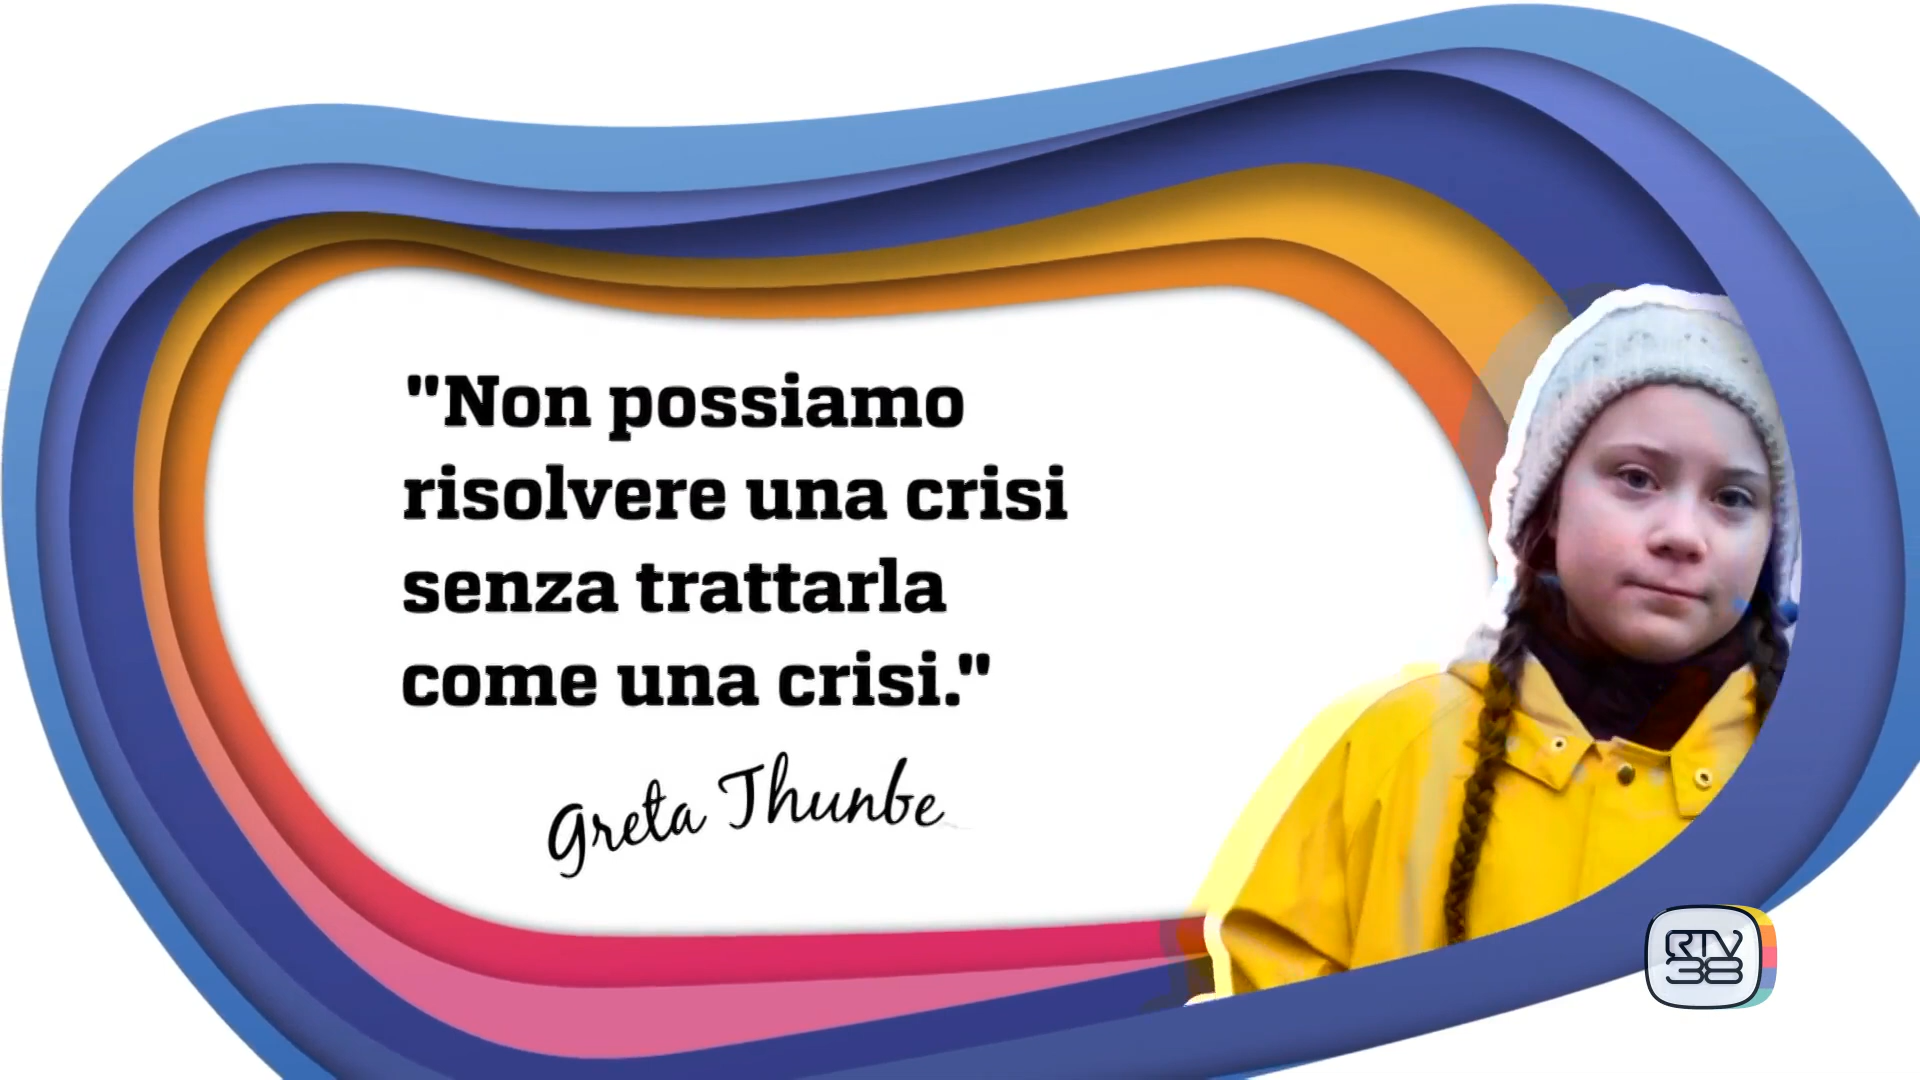 "Non possiamo
risolvere una crisi
senza trattarla
come una crisi."
Greta Thunbe
RTV
38